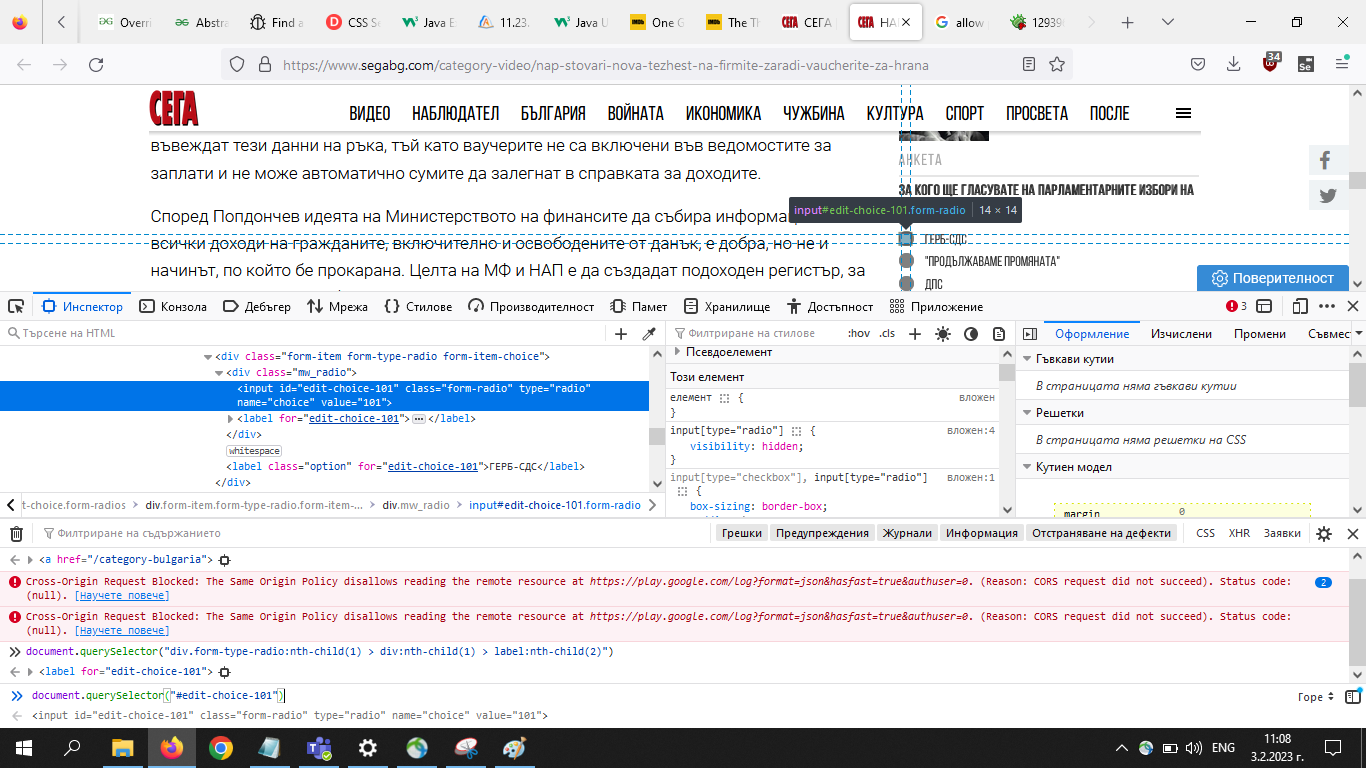 Overri
Abstra
Find a
CSS Se
Java E
11.23.
Java U
One G
The Th
СЕГА
НАП
allow
129396
https://www.segabg.com/category-video/nap-stovari-nova-tezhest-na-firmite-zaradi-vaucherite-za-hrana
34
Se
СЕГА
ВИДЕО НАБЛЮДАТЕЛ БЪЛГАРИЯ ВОЙНАТА ИКОНОМИКА ЧУЖБИНА КУЛТУРА СПОРТ ПРОСВЕТА ПОСЛЕ
въвеждат тези данни на ръка, тъй като ваучерите не са включени във ведомостите за
заплати и не може автоматично сумите да залегнат в справката за доходите.
Според Попдончев идеята на Министерството на финансите да събира информа
всички доходи на гражданите, включително и освободените от данък, е добра, но не и
начинът, по който бе прокарана. Целта на МФ и НАП е да създадат подоходен регистър, за
АНКЕТА
ЗА КОГО ЩЕ ГЛАСУВАТЕ НА ПАРЛАМЕНТАРНИТЕ ИЗБОРИ НА
input#edit-choice-101.form-radio 14 × 14
ГЕРБ-СДС
"ПРОДЪЛЖАВАМЕ ПРОМЯНАТА"
ДПС
Поверителност
Инспектор Конзола Дебъгер Мрежа Стилове Производителност Памет Хранилище Достъпност Приложение 3
Търсене на HTML
<div class="form-item form-type-radio form-item-choice">
<div class="mw_radio">
<input id="edit-choice-101" class="form-radio" type="radio"
name="choice" value="101">
<label for="edit-choice-101">⋯</label>
</div>
whitespace
<label class="option" for="edit-choice-101">ГЕРБ-СДС</label>
</div>
t-choice.form-radios > div.form-item.form-type-radio.form-item-... > div.mw_radio > input#edit-choice-101.form-radio
Филтриране на стилове :hov .cls
Псевдоелемент
Този елемент
елемент { вложен
}
input[type="radio"] { вложен:4
visibility: hidden;
}
input[type="checkbox"], input[type="radio"] вложен:1
{
box-sizing: border-box;
Оформление Изчислени Промени Съвмест
Гъвкави кутии
В страницата няма гъвкави кутии
Решетки
В страницата няма решетки на CSS
Кутиен модел
margin 0
Филтриране на съдържанието
Грешки Предупреждения Журнали Информация Отстраняване на дефекти CSS XHR Заявки
<a href="/category-bulgaria">
Cross-Origin Request Blocked: The Same Origin Policy disallows reading the remote resource at https://play.google.com/log?format=json&hasfast=true&authuser=0. (Reason: CORS request did not succeed). Status code: 2
(null). [Научете повече]
Cross-Origin Request Blocked: The Same Origin Policy disallows reading the remote resource at https://play.google.com/log?format=json&hasfast=true&authuser=0. (Reason: CORS request did not succeed). Status code:
(null). [Научете повече]
document.querySelector("div.form-type-radio:nth-child(1) > div:nth-child(1) > label:nth-child(2)")
<label for="edit-choice-101">
document.querySelector("#edit-choice-101")
Горе
<input id="edit-choice-101" class="form-radio" type="radio" name="choice" value="101">
ENG
11:08
3.2.2023 г.